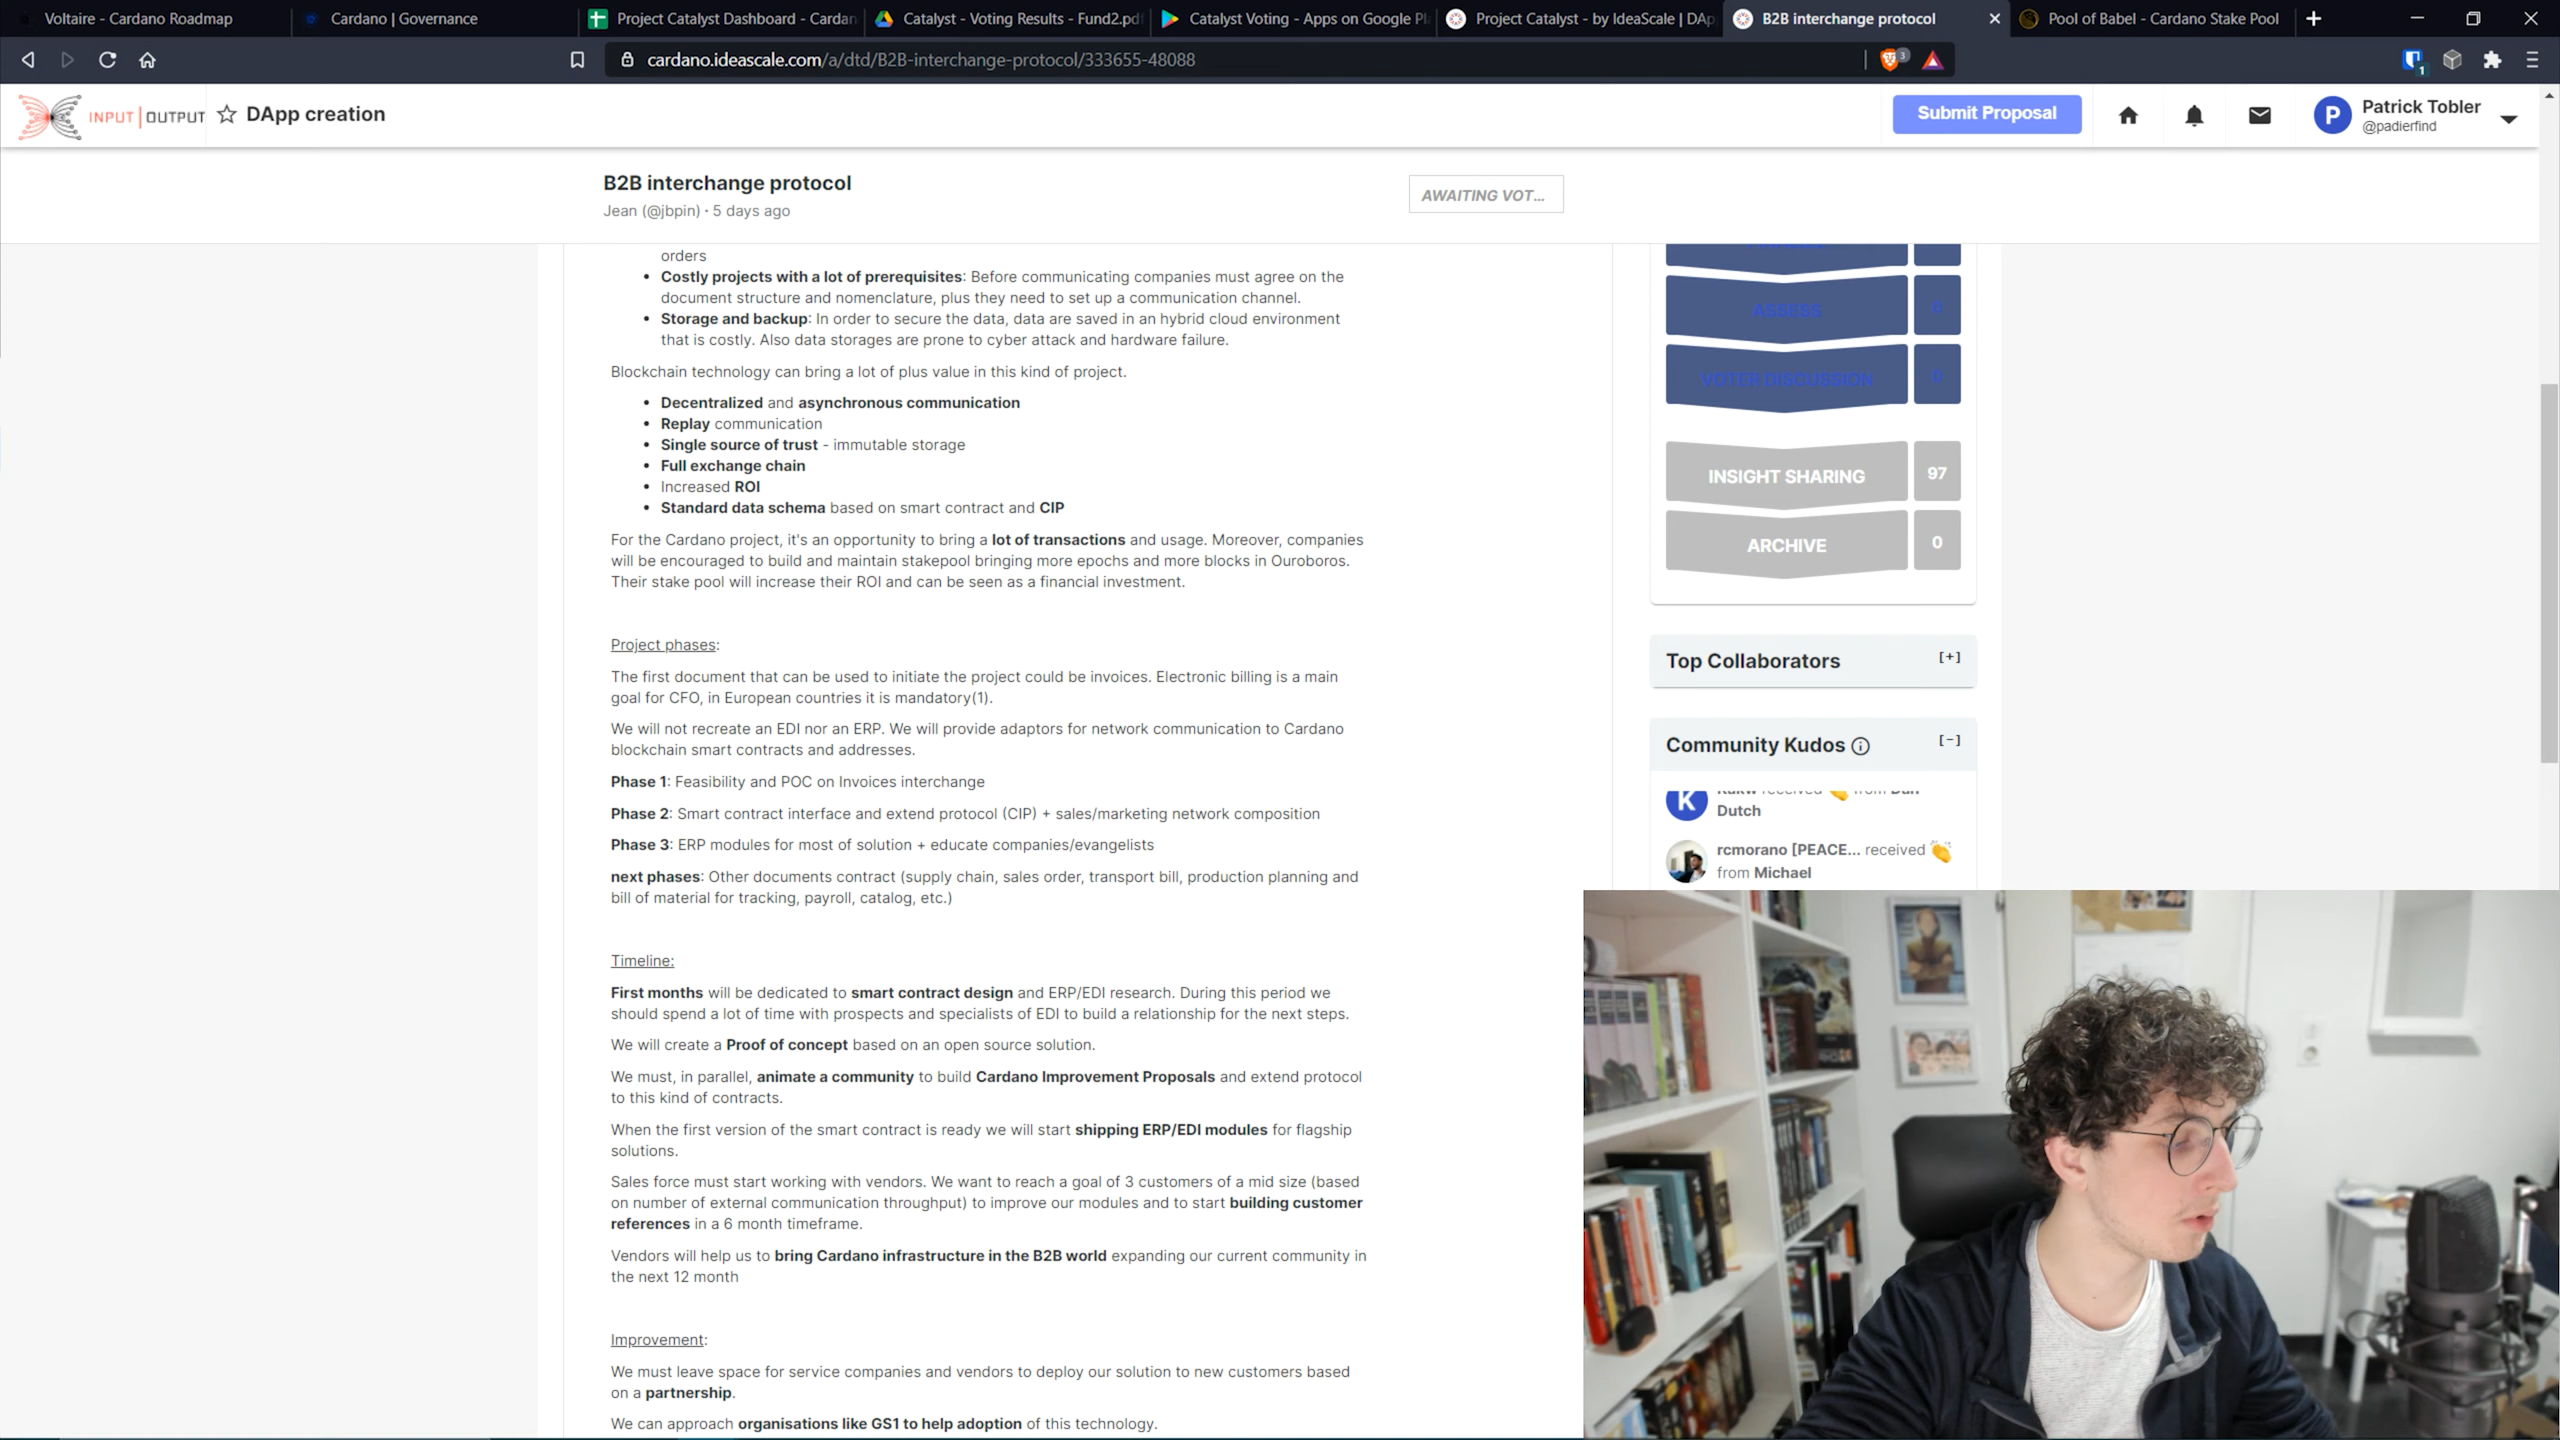 Voltaire - Cardano Roadmap
Cardano | Governance
Project Catalyst Dashboard - Cardan
Catalyst - Voting Results - Fund2.pdf
Catalyst Voting - Apps on Google Pl
Project Catalyst - by IdeaScale | DAp
B2B interchange protocol
Pool of Babel - Cardano Stake Pool
cardano.ideascale.com/a/dtd/B2B-interchange-protocol/333655-48088
3
1
INPUT | OUTPUT
DApp creation
Submit Proposal
P
Patrick Tobler
@padierfind
B2B interchange protocol
Jean (@jbpin) · 5 days ago
AWAITING VOT...
orders
• Costly projects with a lot of prerequisites: Before communicating companies must agree on the
document structure and nomenclature, plus they need to set up a communication channel.
• Storage and backup: In order to secure the data, data are saved in an hybrid cloud environment
that is costly. Also data storages are prone to cyber attack and hardware failure.
Blockchain technology can bring a lot of plus value in this kind of project.
• Decentralized and asynchronous communication
• Replay communication
• Single source of trust - immutable storage
• Full exchange chain
• Increased ROI
• Standard data schema based on smart contract and CIP
For the Cardano project, it's an opportunity to bring a lot of transactions and usage. Moreover, companies
will be encouraged to build and maintain stakepool bringing more epochs and more blocks in Ouroboros.
Their stake pool will increase their ROI and can be seen as a financial investment.
Project phases:
The first document that can be used to initiate the project could be invoices. Electronic billing is a main
goal for CFO, in European countries it is mandatory(1).
We will not recreate an EDI nor an ERP. We will provide adaptors for network communication to Cardano
blockchain smart contracts and addresses.
Phase 1: Feasibility and POC on Invoices interchange
Phase 2: Smart contract interface and extend protocol (CIP) + sales/marketing network composition
Phase 3: ERP modules for most of solution + educate companies/evangelists
next phases: Other documents contract (supply chain, sales order, transport bill, production planning and
bill of material for tracking, payroll, catalog, etc.)
Timeline:
First months will be dedicated to smart contract design and ERP/EDI research. During this period we
should spend a lot of time with prospects and specialists of EDI to build a relationship for the next steps.
We will create a Proof of concept based on an open source solution.
We must, in parallel, animate a community to build Cardano Improvement Proposals and extend protocol
to this kind of contracts.
When the first version of the smart contract is ready we will start shipping ERP/EDI modules for flagship
solutions.
Sales force must start working with vendors. We want to reach a goal of 3 customers of a mid size (based
on number of external communication throughput) to improve our modules and to start building customer
references in a 6 month timeframe.
Vendors will help us to bring Cardano infrastructure in the B2B world expanding our current community in
the next 12 month
Improvement:
We must leave space for service companies and vendors to deploy our solution to new customers based
on a partnership.
We can approach organisations like GS1 to help adoption of this technology.
ASSESS 0
VOTER DISCUSSION 0
INSIGHT SHARING 97
ARCHIVE 0
Top Collaborators [+]
Community Kudos [-]
K
received from Dan
Dutch
rcmorano [PEACE... received
from Michael